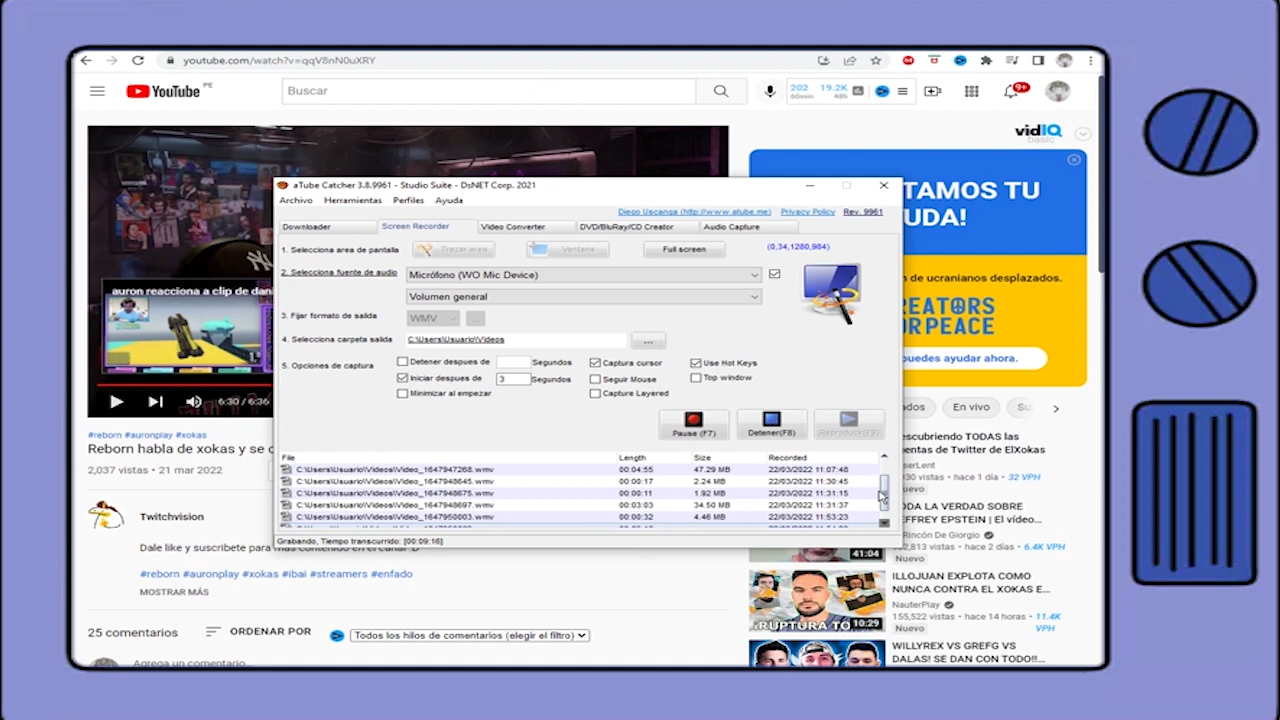 youtube.com/watch?v=qqV8nN0uXRY
YouTube PE
Buscar
202 19.2K
60min 48h
9+
vidIQ
basic
TAMOS TU
UDA!
n de ucranianos desplazados.
CREATORS
FOR PEACE
puedes ayudar ahora.
auron reacciona a clip de dani
6:30 / 6:36
aTube Catcher 3.8.9961 - Studio Suite - DsNET Corp. 2021
Archivo Herramientas Perfiles Ayuda
Diego Uscanga (http://www.atube.me) Privacy Policy Rev. 9961
Downloader Screen Recorder Video Converter DVD/BluRay/CD Creator Audio Capture
1. Selecciona area de pantalla Trazar area Ventana Full screen (0,34,1280,984)
2. Selecciona fuente de audio Micrófono (WO Mic Device)
Volumen general
3. Fijar formato de salida WMV ...
4. Selecciona carpeta salida C:\Users\Usuario\Videos ...
5. Opciones de captura
Detener despues de Segundos Captura cursor Use Hot Keys
Iniciar despues de 3 Segundos Seguir Mouse Top window
Minimizar al empezar Capture Layered
Pause (F7) Detener(F8) Reproducir(F9)
File Length Size Recorded
C:\Users\Usuario\Videos\Video_1647947268.wmv 00:04:55 47.29 MB 22/03/2022 11:07:48
C:\Users\Usuario\Videos\Video_1647948645.wmv 00:00:17 2.24 MB 22/03/2022 11:30:45
C:\Users\Usuario\Videos\Video_1647948675.wmv 00:00:11 1.92 MB 22/03/2022 11:31:15
C:\Users\Usuario\Videos\Video_1647948697.wmv 00:03:03 34.50 MB 22/03/2022 11:31:37
C:\Users\Usuario\Videos\Video_1647950003.wmv 00:00:32 4.46 MB 22/03/2022 11:53:23
Grabando, Tiempo transcurrido: [00:09:16]
#reborn #auronplay #xokas
Reborn habla de xokas y se
2,037 vistas • 21 mar 2022
Twitchvision
Dale like y suscribete para mas contenido en el canal :D
#reborn #auronplay #xokas #ibai #streamers #enfado
MOSTRAR MÁS
25 comentarios ORDENAR POR Todos los hilos de comentarios (elegir el filtro)
Agrega un comentario
ados En vivo Su
escubriendo TODAS las
entas de Twitter de ElXokas
serLent
930 vistas • hace 1 día • 32 VPH
Nuevo
ODA LA VERDAD SOBRE
EFFREY EPSTEIN | El vídeo...
Rincón De Giorgio
2,813 vistas • hace 2 días • 6.4K VPH
Nuevo
41:04
ILLOJUAN EXPLOTA COMO
NUNCA CONTRA EL XOKAS E...
NauterPlay
155,522 vistas • hace 14 horas • 11.4K
VPH
Nuevo
RUPTURA TO
10:29
WILLYREX VS GREFG VS
DALAS! SE DAN CON TODO!!...